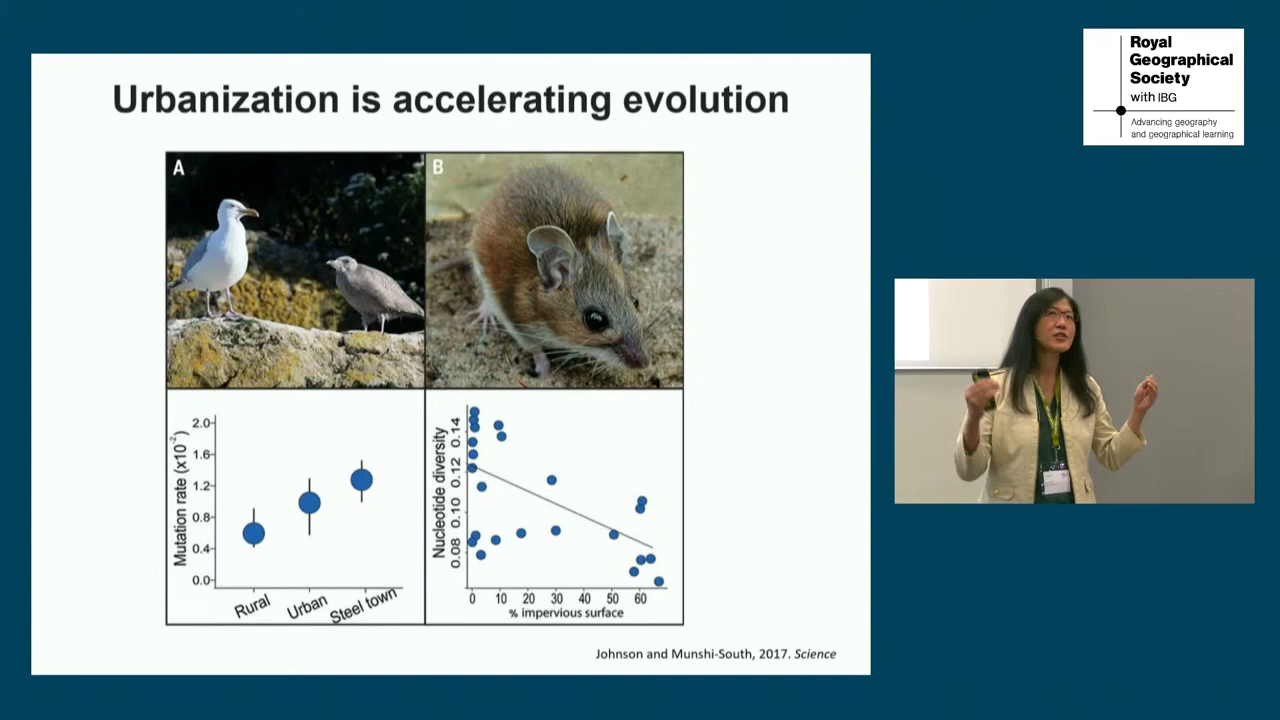 Urbanization is accelerating evolution
A
B
Mutation rate (x10⁻²)
2.0
1.6
1.2
0.8
0.4
0.0
Rural
Urban
Steel town
Nucleotide diversity
0.14
0.12
0.10
0.08
0 10 20 30 40 50 60
% impervious surface
Johnson and Munshi-South, 2017. Science
Royal
Geographical
Society
with IBG
Advancing geography
and geographical learning